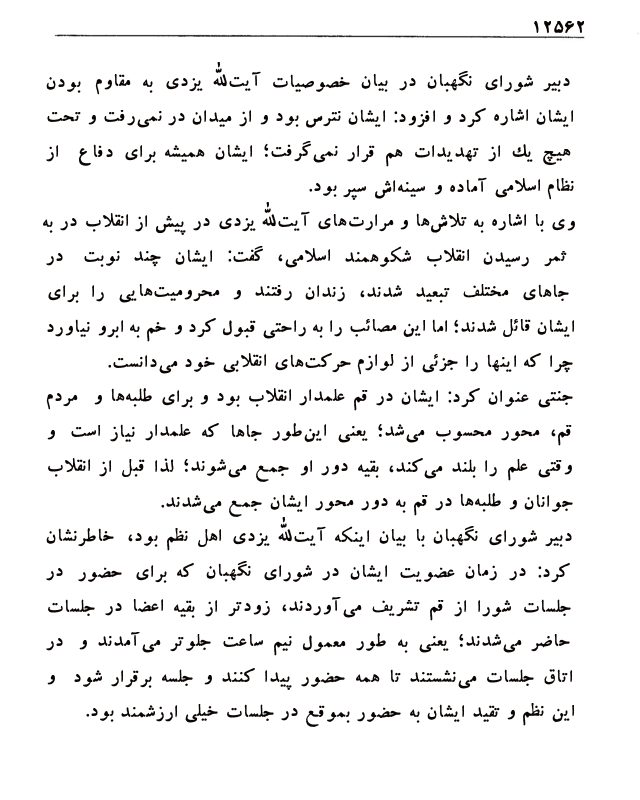 ۱۲۵۶۲
دبیر شورای نگهبان در بیان خصوصیات آیت‌الله یزدی به مقاوم بودن
ایشان اشاره کرد و افزود: ایشان نترس بود و از میدان در نمی‌رفت و تحت
هیچ یك از تهدیدات هم قرار نمی‌گرفت؛ ایشان همیشه برای دفاع از
نظام اسلامی آماده و سینه‌اش سپر بود.
وی با اشاره به تلاش‌ها و مرارت‌های آیت‌الله یزدی در پیش از انقلاب در به
ثمر رسیدن انقلاب شکوهمند اسلامی، گفت: ایشان چند نوبت در
جاهای مختلف تبعید شدند، زندان رفتند و محرومیت‌هایی را برای
ایشان قائل شدند؛ اما این مصائب را به راحتی قبول کرد و خم به ابرو نیاورد
چرا که اینها را جزئی از لوازم حرکت‌های انقلابی خود می‌دانست.
جنتی عنوان کرد: ایشان در قم علمدار انقلاب بود و برای طلبه‌ها و مردم
قم، محور محسوب می‌شد؛ یعنی این‌طور جاها که علمدار نیاز است و
وقتی علم را بلند می‌کند، بقیه دور او جمع می‌شوند؛ لذا قبل از انقلاب
جوانان و طلبه‌ها در قم به دور محور ایشان جمع می‌شدند.
دبیر شورای نگهبان با بیان اینکه آیت‌الله یزدی اهل نظم بود، خاطرنشان
کرد: در زمان عضویت ایشان در شورای نگهبان که برای حضور در
جلسات شورا از قم تشریف می‌آوردند، زودتر از بقیه اعضا در جلسات
حاضر می‌شدند؛ یعنی به طور معمول نیم ساعت جلوتر می‌آمدند و در
اتاق جلسات می‌نشستند تا همه حضور پیدا کنند و جلسه برقرار شود و
این نظم و تقید ایشان به حضور بموقع در جلسات خیلی ارزشمند بود.